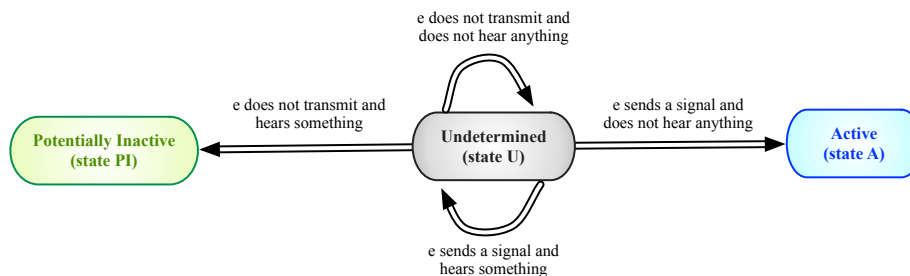 e does not transmit and
does not hear anything
e does not transmit and
hears something
e sends a signal and
does not hear anything
Potentially Inactive
(state PI)
Undetermined
(state U)
Active
(state A)
e sends a signal and
hears something